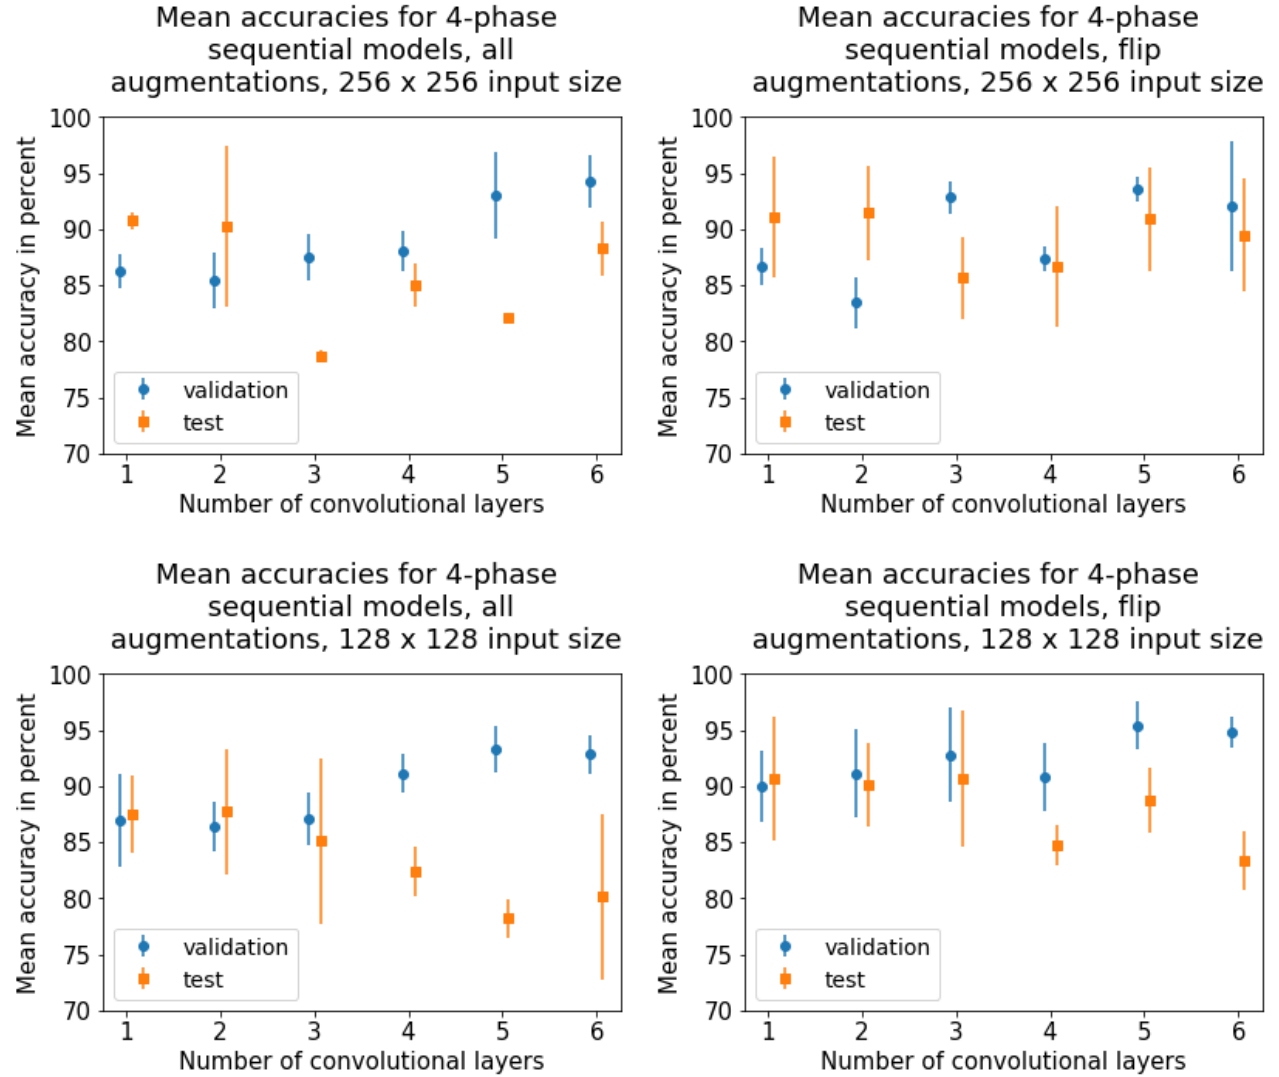 Mean accuracies for 4-phase
sequential models, all
augmentations, 256 x 256 input size
Mean accuracy in percent
100
95
90
85
80
75
70
validation
test
1 2 3 4 5 6
Number of convolutional layers
Mean accuracies for 4-phase
sequential models, flip
augmentations, 256 x 256 input size
Mean accuracy in percent
100
95
90
85
80
75
70
validation
test
1 2 3 4 5 6
Number of convolutional layers
Mean accuracies for 4-phase
sequential models, all
augmentations, 128 x 128 input size
Mean accuracy in percent
100
95
90
85
80
75
70
validation
test
1 2 3 4 5 6
Number of convolutional layers
Mean accuracies for 4-phase
sequential models, flip
augmentations, 128 x 128 input size
Mean accuracy in percent
100
95
90
85
80
75
70
validation
test
1 2 3 4 5 6
Number of convolutional layers